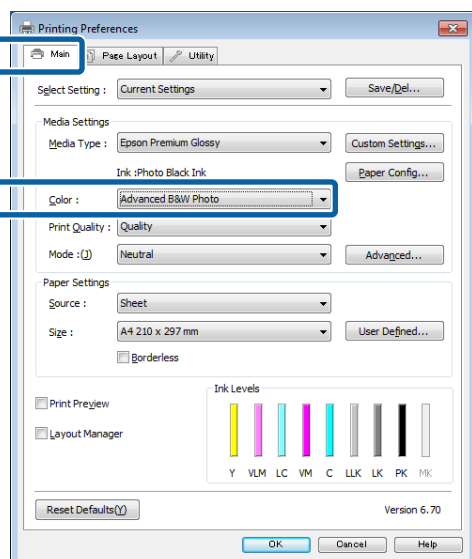 Printing Preferences
Main Page Layout Utility
Select Setting : Current Settings Save/Del...
Media Settings
Media Type : Epson Premium Glossy Custom Settings...
Ink :Photo Black Ink Paper Config...
Color : Advanced B&W Photo
Print Quality : Quality
Mode :(J) Neutral Advanced...
Paper Settings
Source : Sheet
Size : A4 210 x 297 mm User Defined...
Borderless
Ink Levels
Print Preview
Layout Manager
Y VLM LC VM C LLK LK PK MK
Reset Defaults(Y) Version 6.70
OK Cancel Help